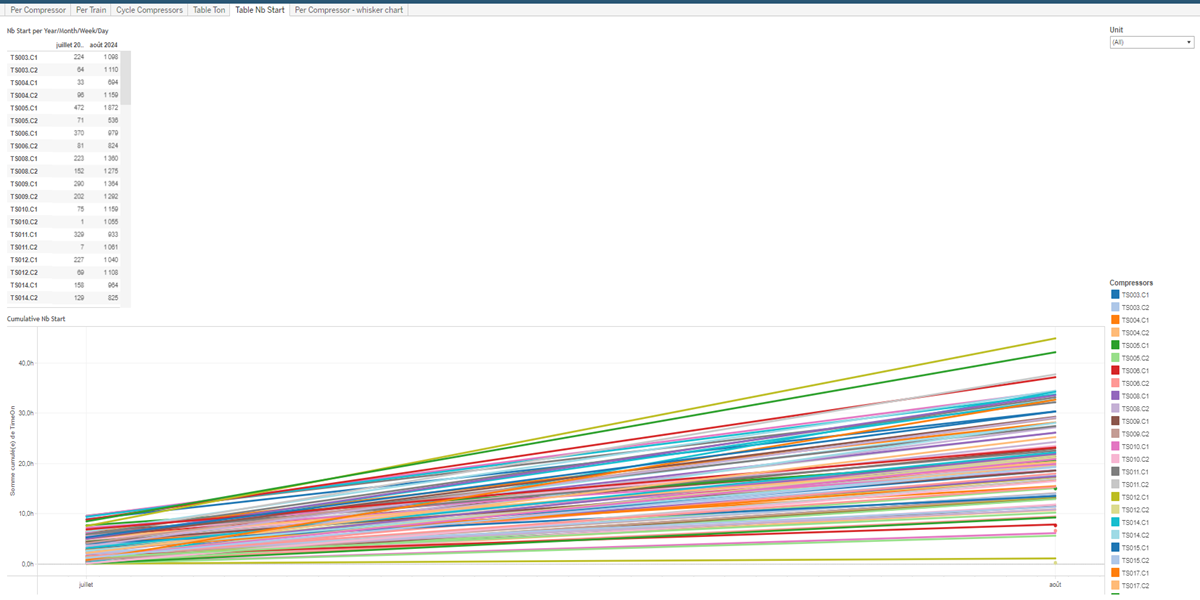 Per Compressor Per Train Cycle Compressors Table Ton Table Nb Start Per Compressor - whisker chart
Nb Start per Year/Month/Week/Day
juillet 20.. août 2024
TS003.C1 224 1 098
TS003.C2 64 1 110
TS004.C1 33 694
TS004.C2 96 1 159
TS005.C1 472 1 872
TS005.C2 71 536
TS006.C1 370 979
TS006.C2 81 824
TS008.C1 223 1 360
TS008.C2 152 1 275
TS009.C1 290 1 364
TS009.C2 202 1 292
TS010.C1 75 1 159
TS010.C2 1 1 055
TS011.C1 329 933
TS011.C2 7 1 061
TS012.C1 227 1 040
TS012.C2 69 1 108
TS014.C1 158 964
TS014.C2 129 825
Unit
(All)
Cumulative Nb Start
Somme cumulé(e) de TimeOn
40.0h
30.0h
20.0h
10.0h
0.0h
juillet août
Compressors
TS003.C1
TS003.C2
TS004.C1
TS004.C2
TS005.C1
TS005.C2
TS006.C1
TS006.C2
TS008.C1
TS008.C2
TS009.C1
TS009.C2
TS010.C1
TS010.C2
TS011.C1
TS011.C2
TS012.C1
TS012.C2
TS014.C1
TS014.C2
TS015.C1
TS015.C2
TS017.C1
TS017.C2